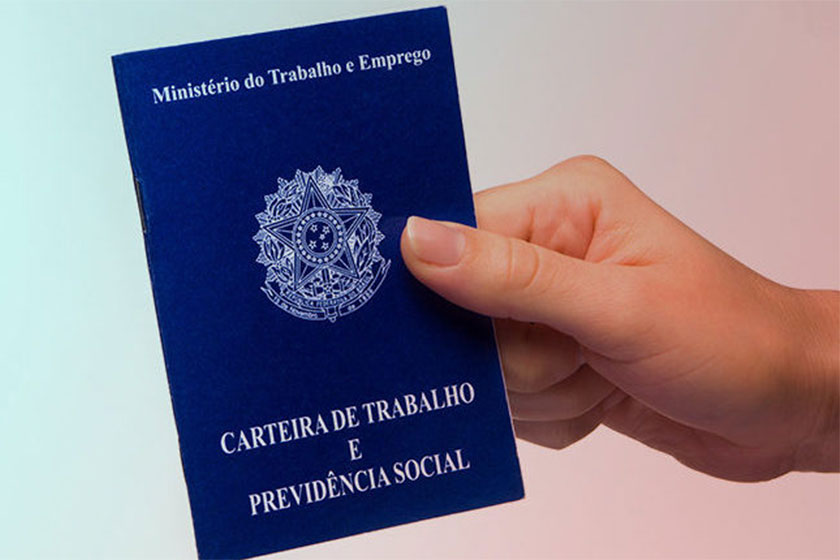 Ministério do Trabalho e Emprego
CARTEIRA DE TRABALHO
E
PREVIDÊNCIA SOCIAL